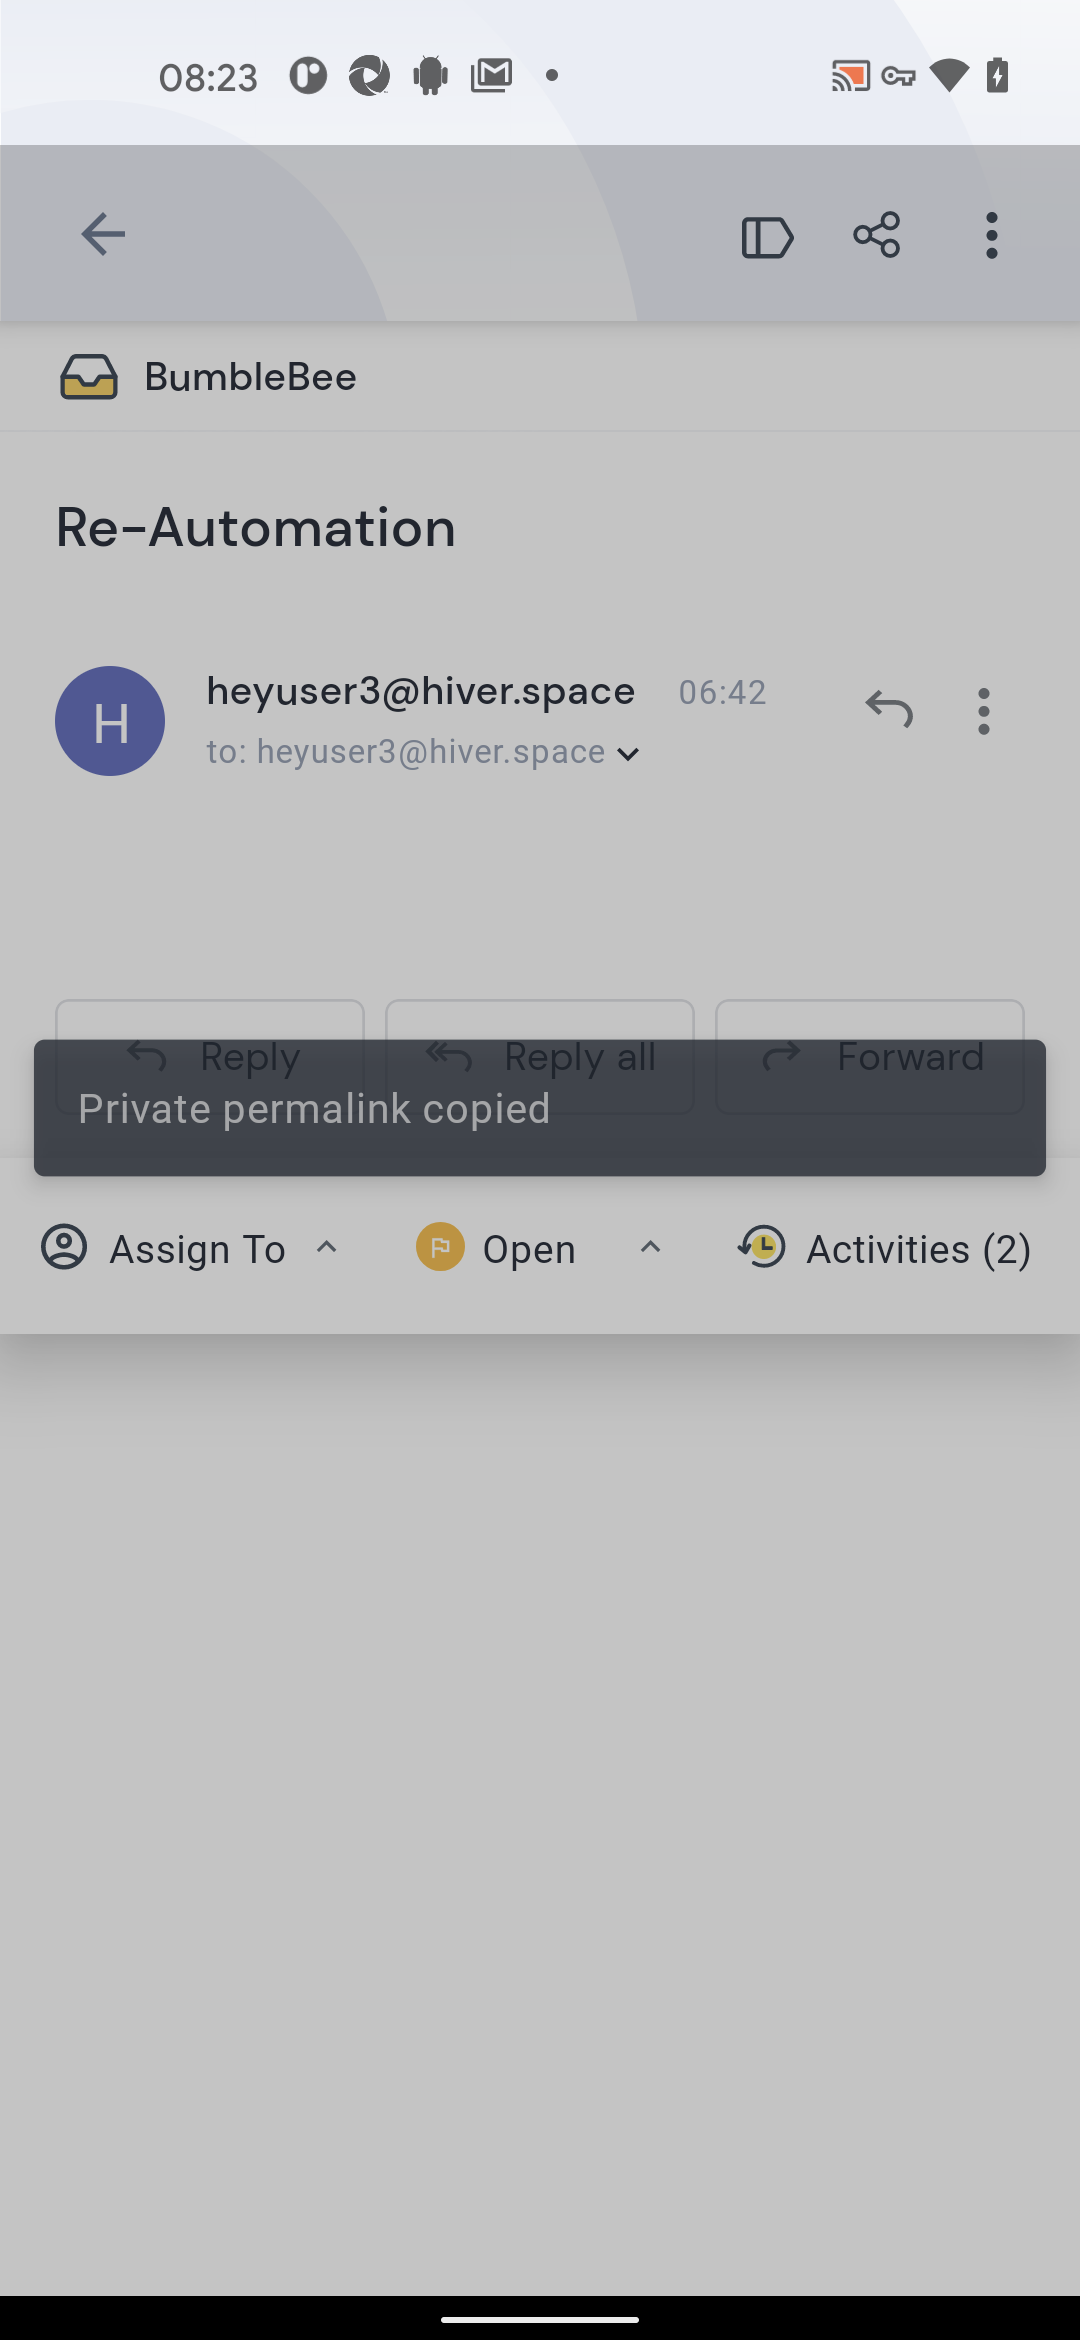 08:23
BumbleBee
Re-Automation
H
heyuser3@hiver.space 06:42
to: heyuser3@hiver.space
Reply Reply all Forward
Private permalink copied
Assign To Open Activities (2)